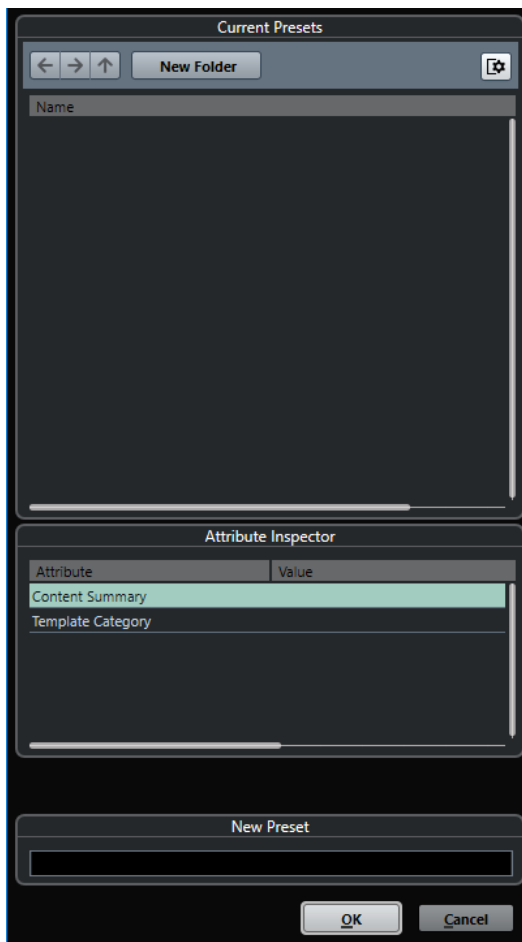 Current Presets
New Folder
Name
Attribute Inspector
Attribute Value
Content Summary
Template Category
New Preset
OK Cancel